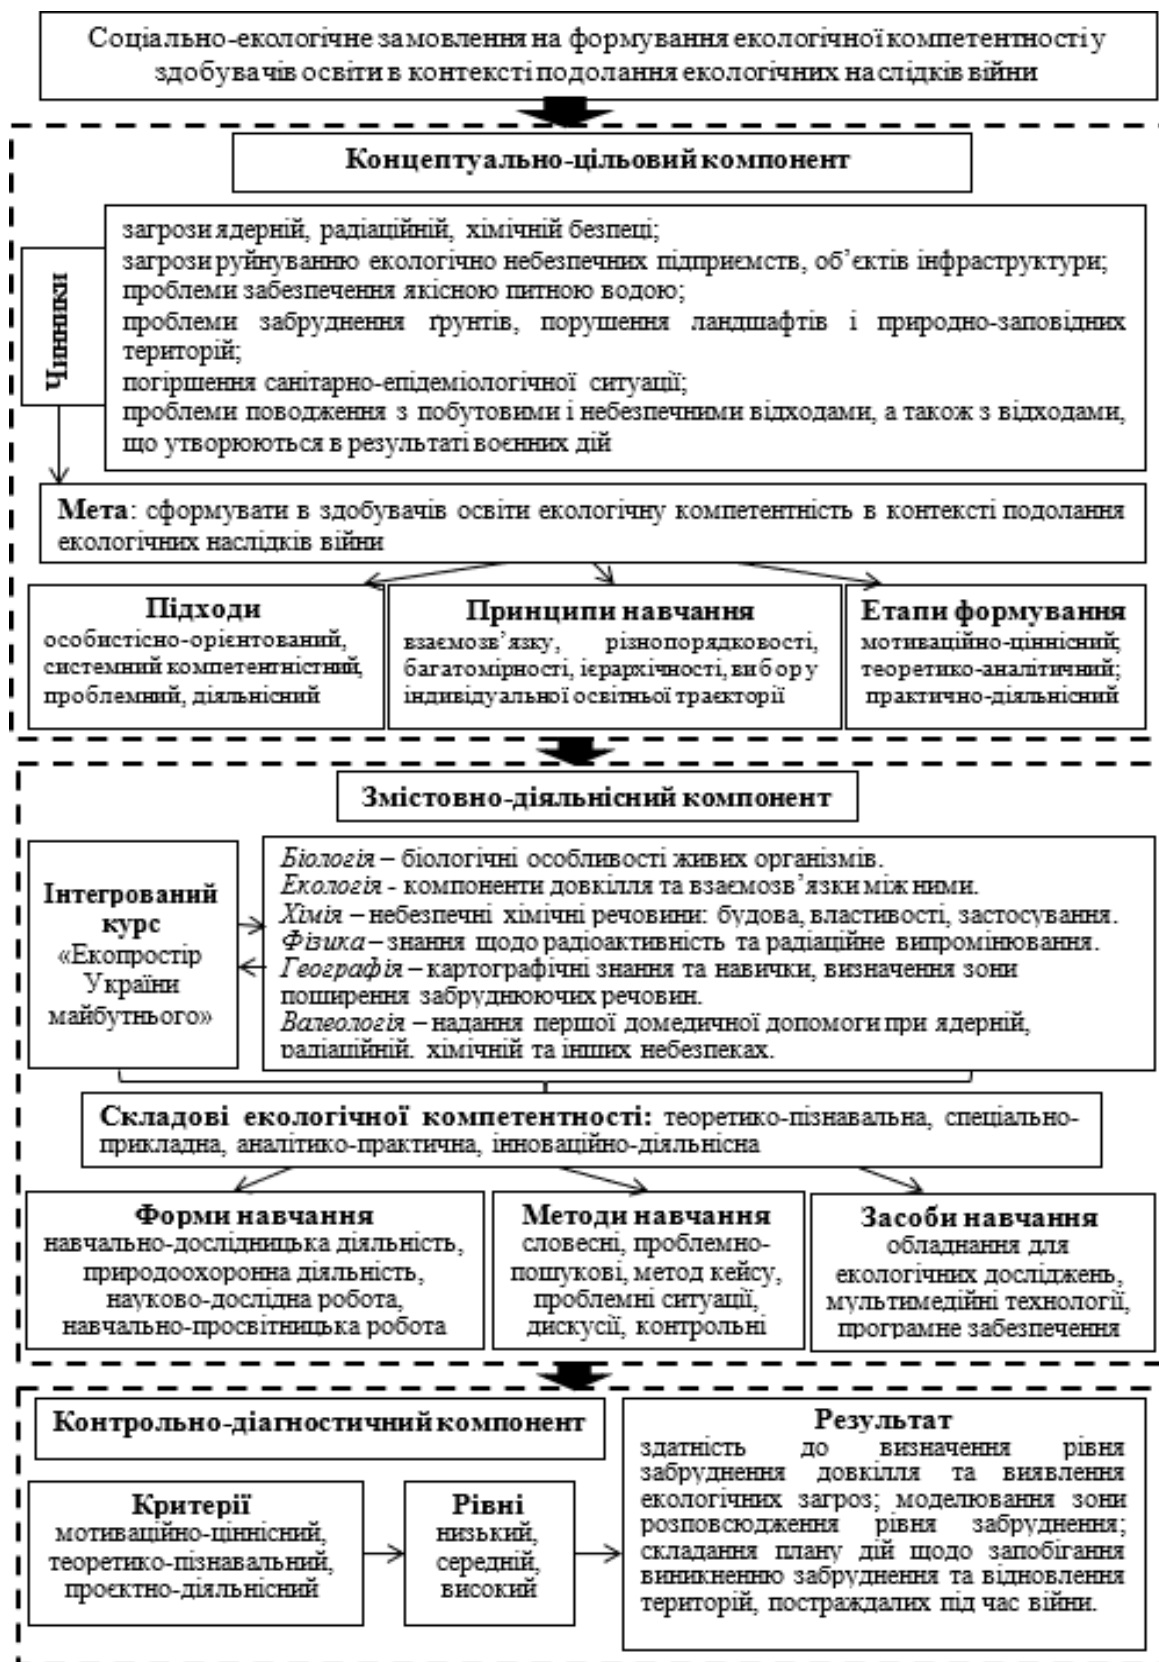 Соціально-екологічне замовлення на формування екологічної компетентності у
здобувачів освіти в контексті подолання екологічних наслідків війни
Концептуально-цільовий компонент
Чинники
загрози ядерній, радіаційній, хімічній безпеці;
загрози руйнуванню екологічно небезпечних підприємств, об’єктів інфраструктури;
проблеми забезпечення якісною питною водою;
проблеми забруднення ґрунтів, порушення ландшафтів і природно-заповідних
територій;
погіршення санітарно-епідеміологічної ситуації;
проблеми поводження з побутовими і небезпечними відходами, а також з відходами,
що утворюються в результаті воєнних дій
Мета: сформувати в здобувачів освіти екологічну компетентність в контексті подолання
екологічних наслідків війни
Підходи
особистісно-орієнтований,
системний компетентністний,
проблемний, діяльнісний
Принципи навчання
взаємозв’язку, різнопорядковості,
багатомірності, ієрархічності, вибору
індивідуальної освітньої траєкторії
Етапи формування
мотиваційно-ціннісний;
теоретико-аналітичний;
практично-діяльнісний
Змістовно-діяльнісний компонент
Інтегрований
курс
«Екопростір
України
майбутнього»
Біологія – біологічні особливості живих організмів.
Екологія - компоненти довкілля та взаємозв’язки між ними.
Хімія – небезпечні хімічні речовини: будова, властивості, застосування.
Фізика – знання щодо радіоактивність та радіаційне випромінювання.
Географія – картографічні знання та навички, визначення зони
поширення забруднюючих речовин.
Валеологія – надання першої домедичної допомоги при ядерній,
радіаційній, хімічній та інших небезпеках.
Складові екологічної компетентності: теоретико-пізнавальна, спеціально-
прикладна, аналітико-практична, інноваційно-діяльнісна
Форми навчання
навчально-дослідницька діяльність,
природоохоронна діяльність,
науково-дослідна робота,
навчально-просвітницька робота
Методи навчання
словесні, проблемно-
пошукові, метод кейсу,
проблемні ситуації,
дискусії, контрольні
Засоби навчання
обладнання для
екологічних досліджень,
мультимедійні технології,
програмне забезпечення
Контрольно-діагностичний компонент
Критерії
мотиваційно-ціннісний,
теоретико-пізнавальний,
проєктно-діяльнісний
Рівні
низький,
середній,
високий
Результат
здатність до визначення рівня
забруднення довкілля та виявлення
екологічних загроз; моделювання зони
розповсюдження рівня забруднення;
складання плану дій щодо запобігання
виникненню забруднення та відновлення
територій, постраждалих під час війни.